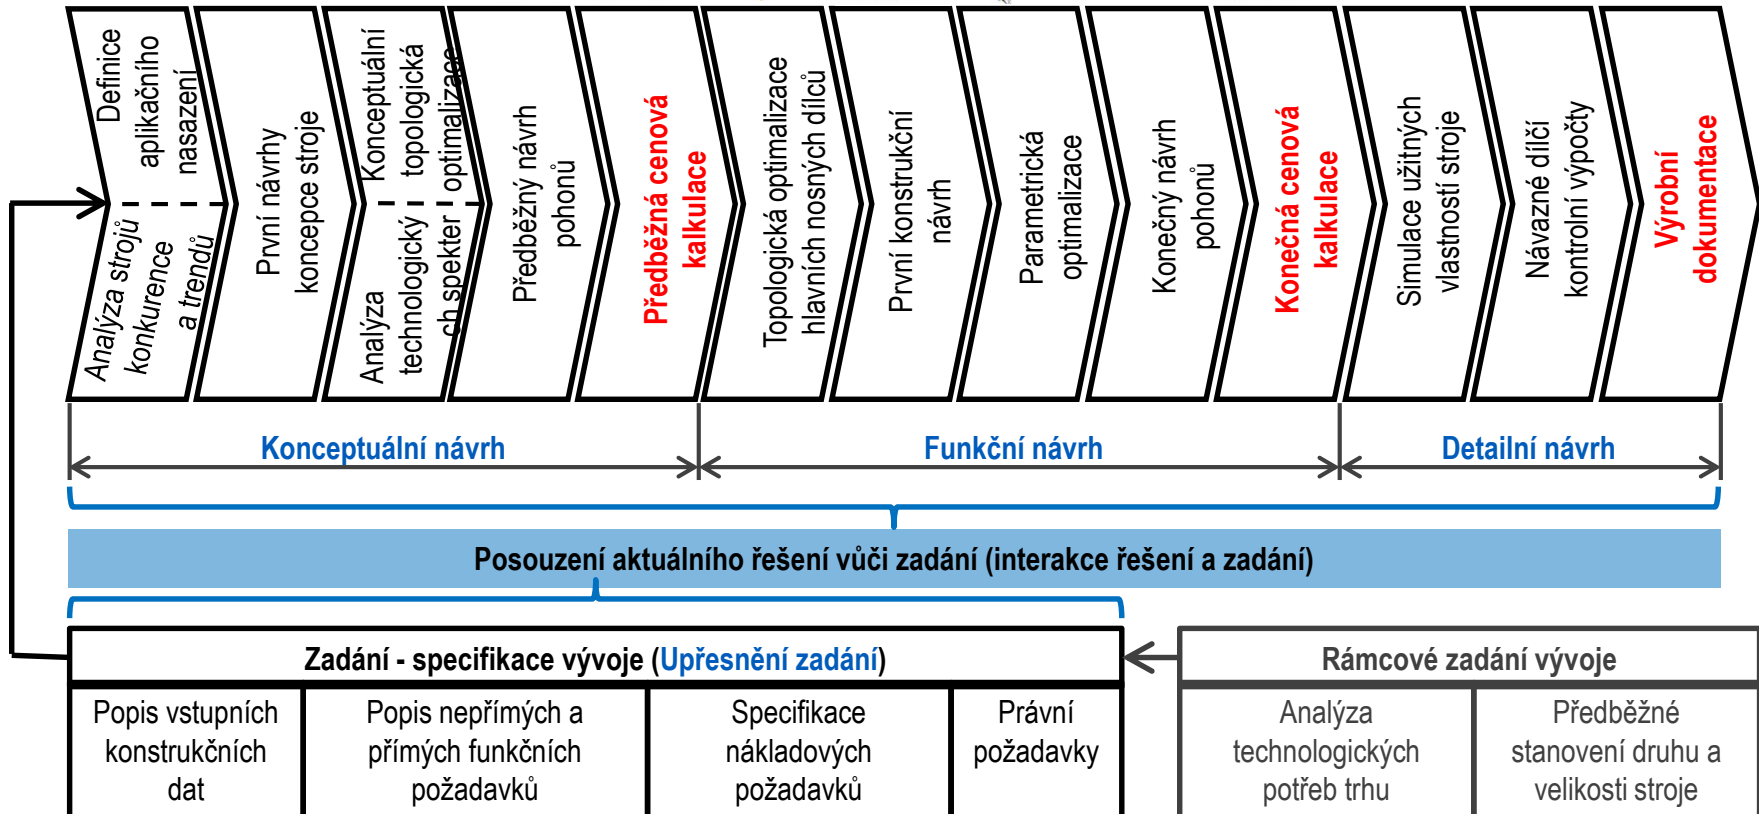 Definice
aplikačního
nasazení
Analýza strojů
konkurence
a trendů
První návrhy
koncepce stroje
Konceptuální
topologická
optimalizace
Analýza
technologický
ch spekter
Předběžný návrh
pohonů
Předběžná cenová
kalkulace
Topologická optimalizace
hlavních nosných dílců
První konstrukční
návrh
Parametrická
optimalizace
Konečný návrh
pohonů
Konečná cenová
kalkulace
Simulace užitných
vlastností stroje
Návazné dílčí
kontrolní výpočty
Výrobní
dokumentace
Konceptuální návrh
Funkční návrh
Detailní návrh
Posouzení aktuálního řešení vůči zadání (interakce řešení a zadání)
Zadání - specifikace vývoje (Upřesnění zadání)
Popis vstupních
konstrukčních
dat
Popis nepřímých a
přímých funkčních
požadavků
Specifikace
nákladových
požadavků
Právní
požadavky
Rámcové zadání vývoje
Analýza
technologických
potřeb trhu
Předběžné
stanovení druhu a
velikosti stroje